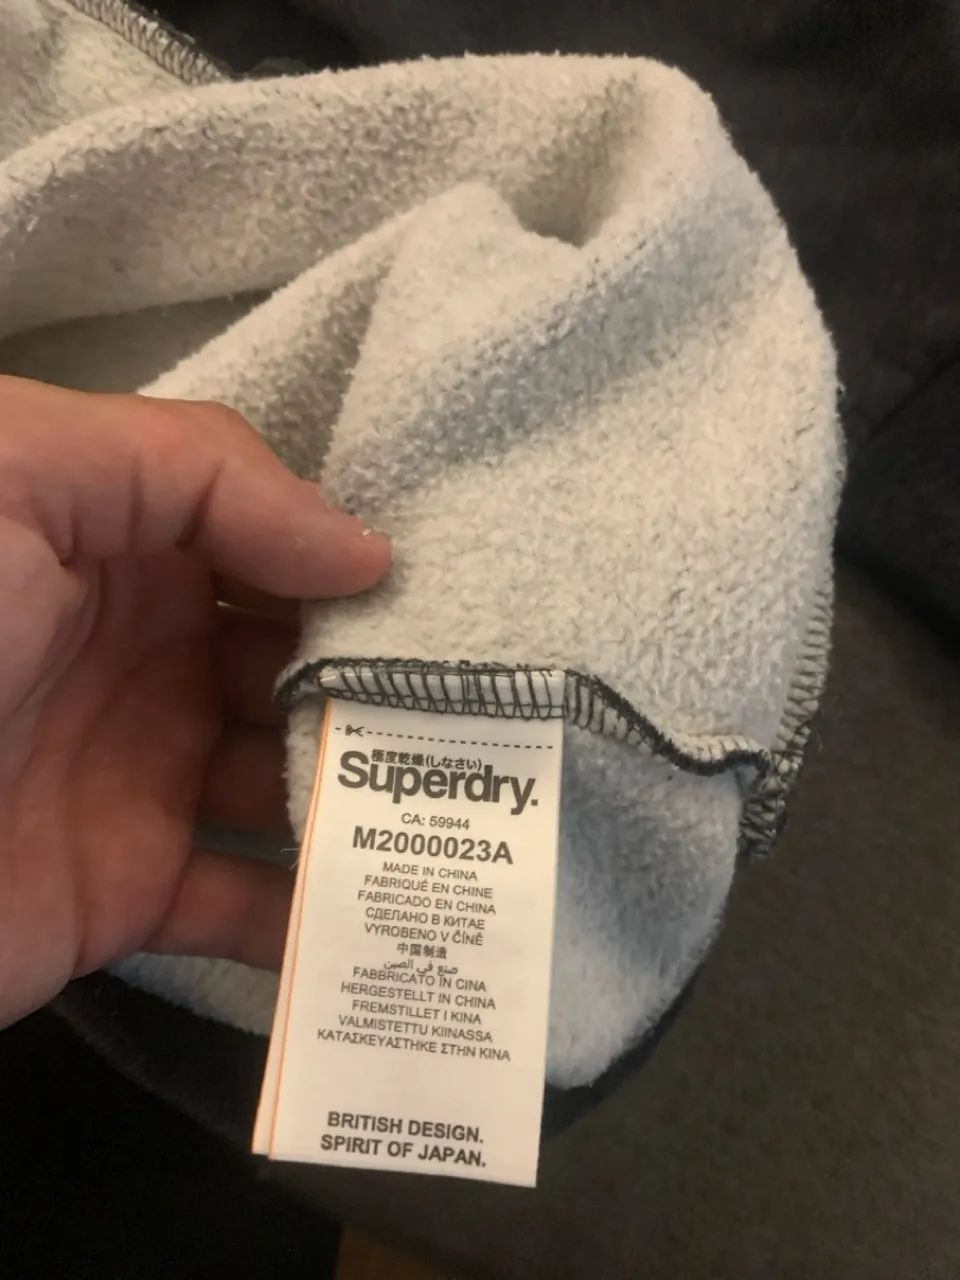 極度乾燥(しなさい)
Superdry.
CA: 59944
M2000023A
MADE IN CHINA
FABRIQUÉ EN CHINE
FABRICADO EN CHINA
СДЕЛАНО В КИТАЕ
VYROBENO V ČÍNĚ
中国制造
صنع في الصين
FABBRICATO IN CINA
HERGESTELLT IN CHINA
FREMSTILLET I KINA
VALMISTETTU KIINASSA
ΚΑΤΑΣΚΕΥΑΣΤΗΚΕ ΣΤΗΝ ΚΙΝΑ
BRITISH DESIGN.
SPIRIT OF JAPAN.